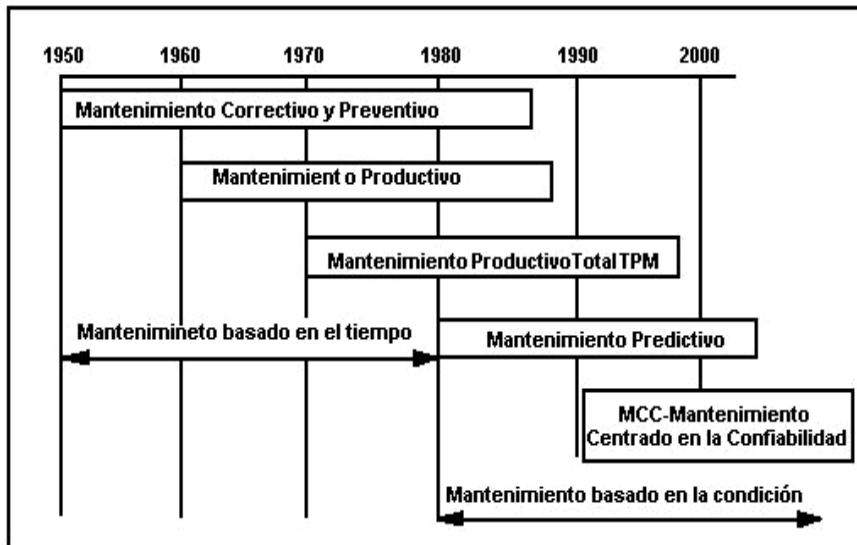 1950 1960 1970 1980 1990 2000
Mantenimiento Correctivo y Preventivo
Mantenimient o Productivo
Mantenimiento ProductivoTotal TPM
Mantenimineto basado en el tiempo
Mantenimiento Predictivo
MCC-Mantenimiento
Centrado en la Confiabilidad
Mantenimiento basado en la condición